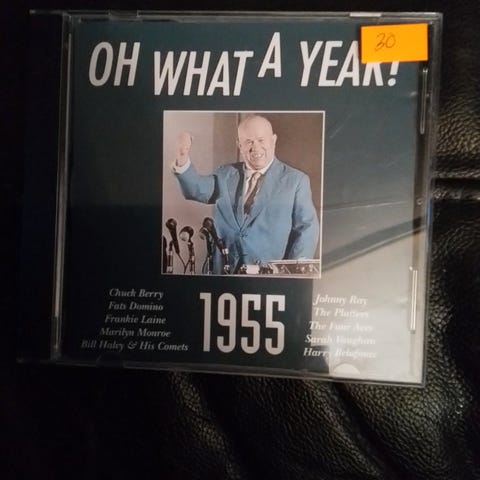 OH WHAT A YEAR!
30
Chuck Berry
Fats Domino
Frankie Laine
Marilyn Monroe
Bill Haley & His Comets
1955
Johnny Ray
The Platters
The Four Aces
Sarah Vaughan
Harry Belafonte